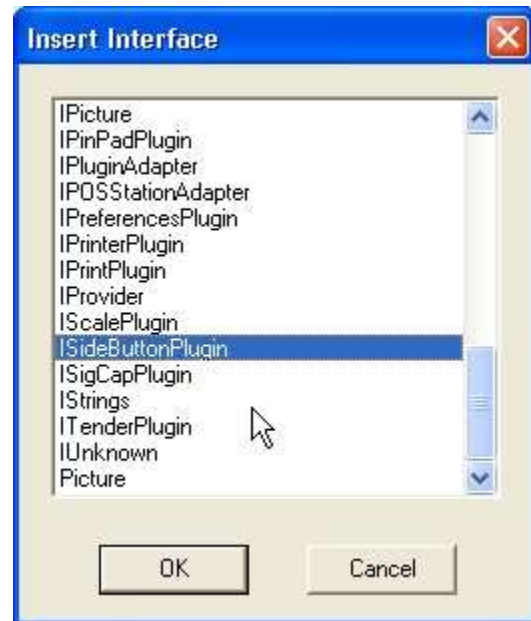 Insert Interface
IPicture
IPinPadPlugin
IPluginAdapter
IPOSStationAdapter
IPreferencesPlugin
IPrinterPlugin
IPrintPlugin
IProvider
IScalePlugin
ISideButtonPlugin
ISigCapPlugin
IStrings
ITenderPlugin
IUnknown
Picture
OK Cancel